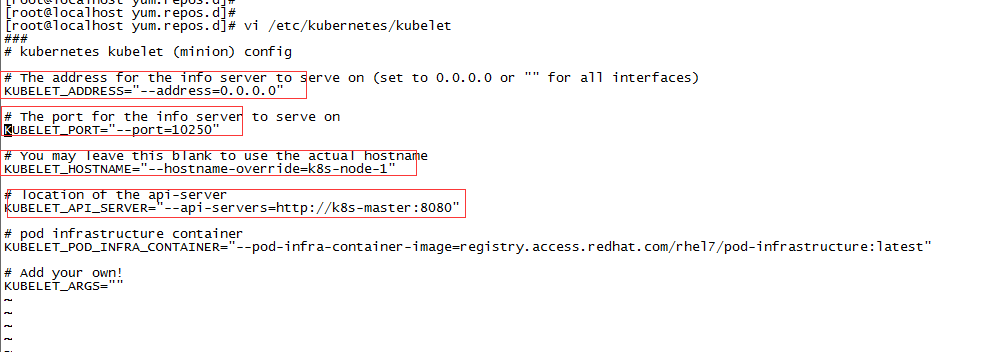 [root@localhost yum.repos.d]#
[root@localhost yum.repos.d]# vi /etc/kubernetes/kubelet
###
# kubernetes kubelet (minion) config
# The address for the info server to serve on (set to 0.0.0.0 or "" for all interfaces)
KUBELET_ADDRESS="--address=0.0.0.0"
# The port for the info server to serve on
KUBELET_PORT="--port=10250"
# You may leave this blank to use the actual hostname
KUBELET_HOSTNAME="--hostname-override=k8s-node-1"
# location of the api-server
KUBELET_API_SERVER="--api-servers=http://k8s-master:8080"
# pod infrastructure container
KUBELET_POD_INFRA_CONTAINER="--pod-infra-container-image=registry.access.redhat.com/rhel7/pod-infrastructure:latest"
# Add your own!
KUBELET_ARGS=""
~
~
~
~
~